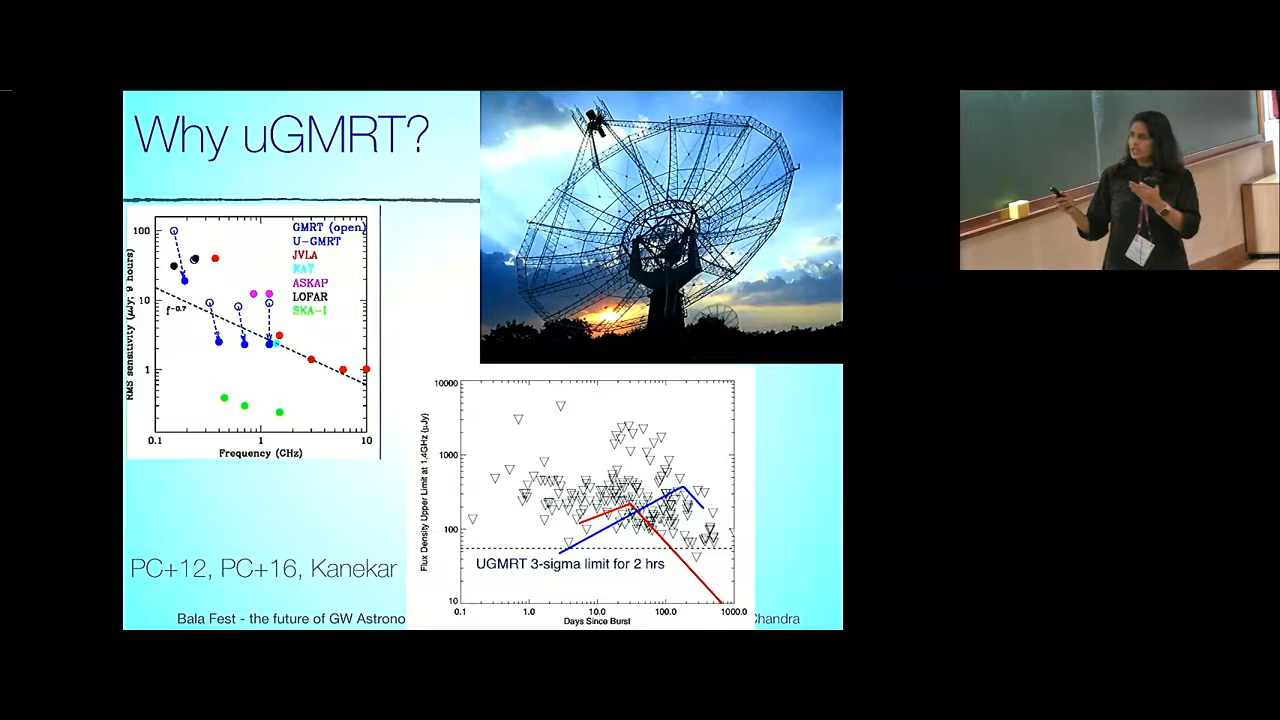 Why uGMRT?
GMRT (open)
U-GMRT
JVLA
KAT
ASKAP
LOFAR
SKA-I
f^-0.7
RMS sensitivity (μJy; 9 hours)
100
10
1
0.1
1
10
Frequency (GHz)
Flux Density Upper Limit at 1.4GHz (μJy)
10000
1000
100
10
UGMRT 3-sigma limit for 2 hrs
0.1
1.0
10.0
100.0
1000.0
Days Since Burst
PC+12, PC+16, Kanekar
Bala Fest - the future of GW Astrono
Chandra